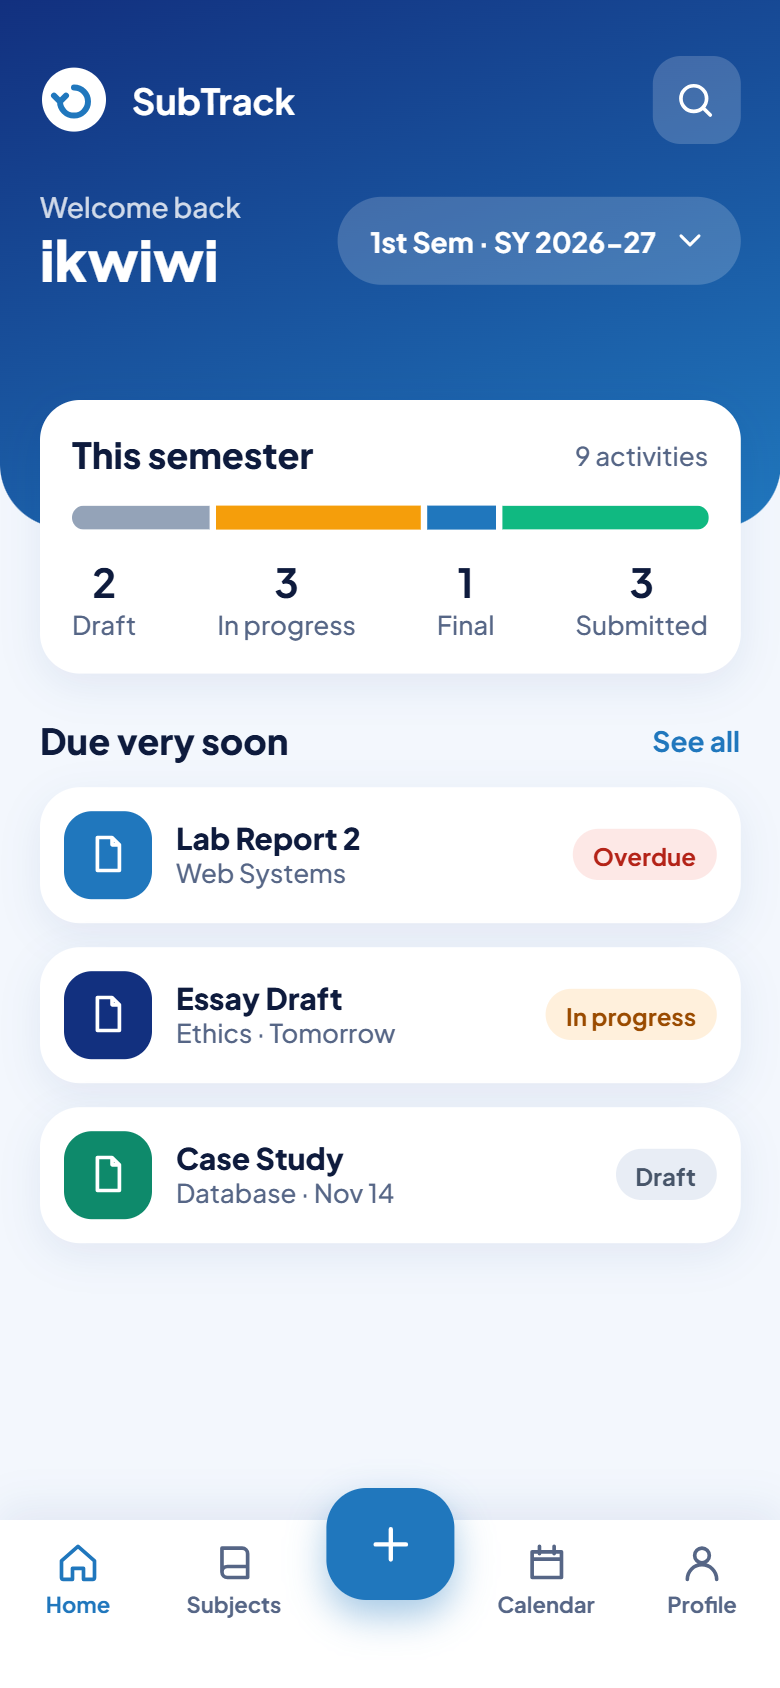 SubTrack
Welcome back
ikwiwi
1st Sem · SY 2026–27
This semester
9 activities
2
Draft
3
In progress
1
Final
3
Submitted
Due very soon
See all
Lab Report 2
Web Systems
Overdue
Essay Draft
Ethics · Tomorrow
In progress
Case Study
Database · Nov 14
Draft
Home
Subjects
Calendar
Profile